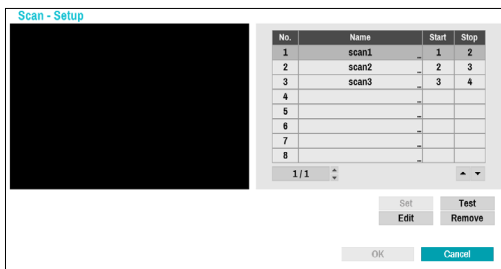 Scan - Setup
No. Name Start Stop
1 scan1 ... 1 2
2 scan2 ... 2 3
3 scan3 ... 3 4
4 ...
5 ...
6 ...
7 ...
8 ...
1 / 1
Set Test
Edit Remove
OK Cancel